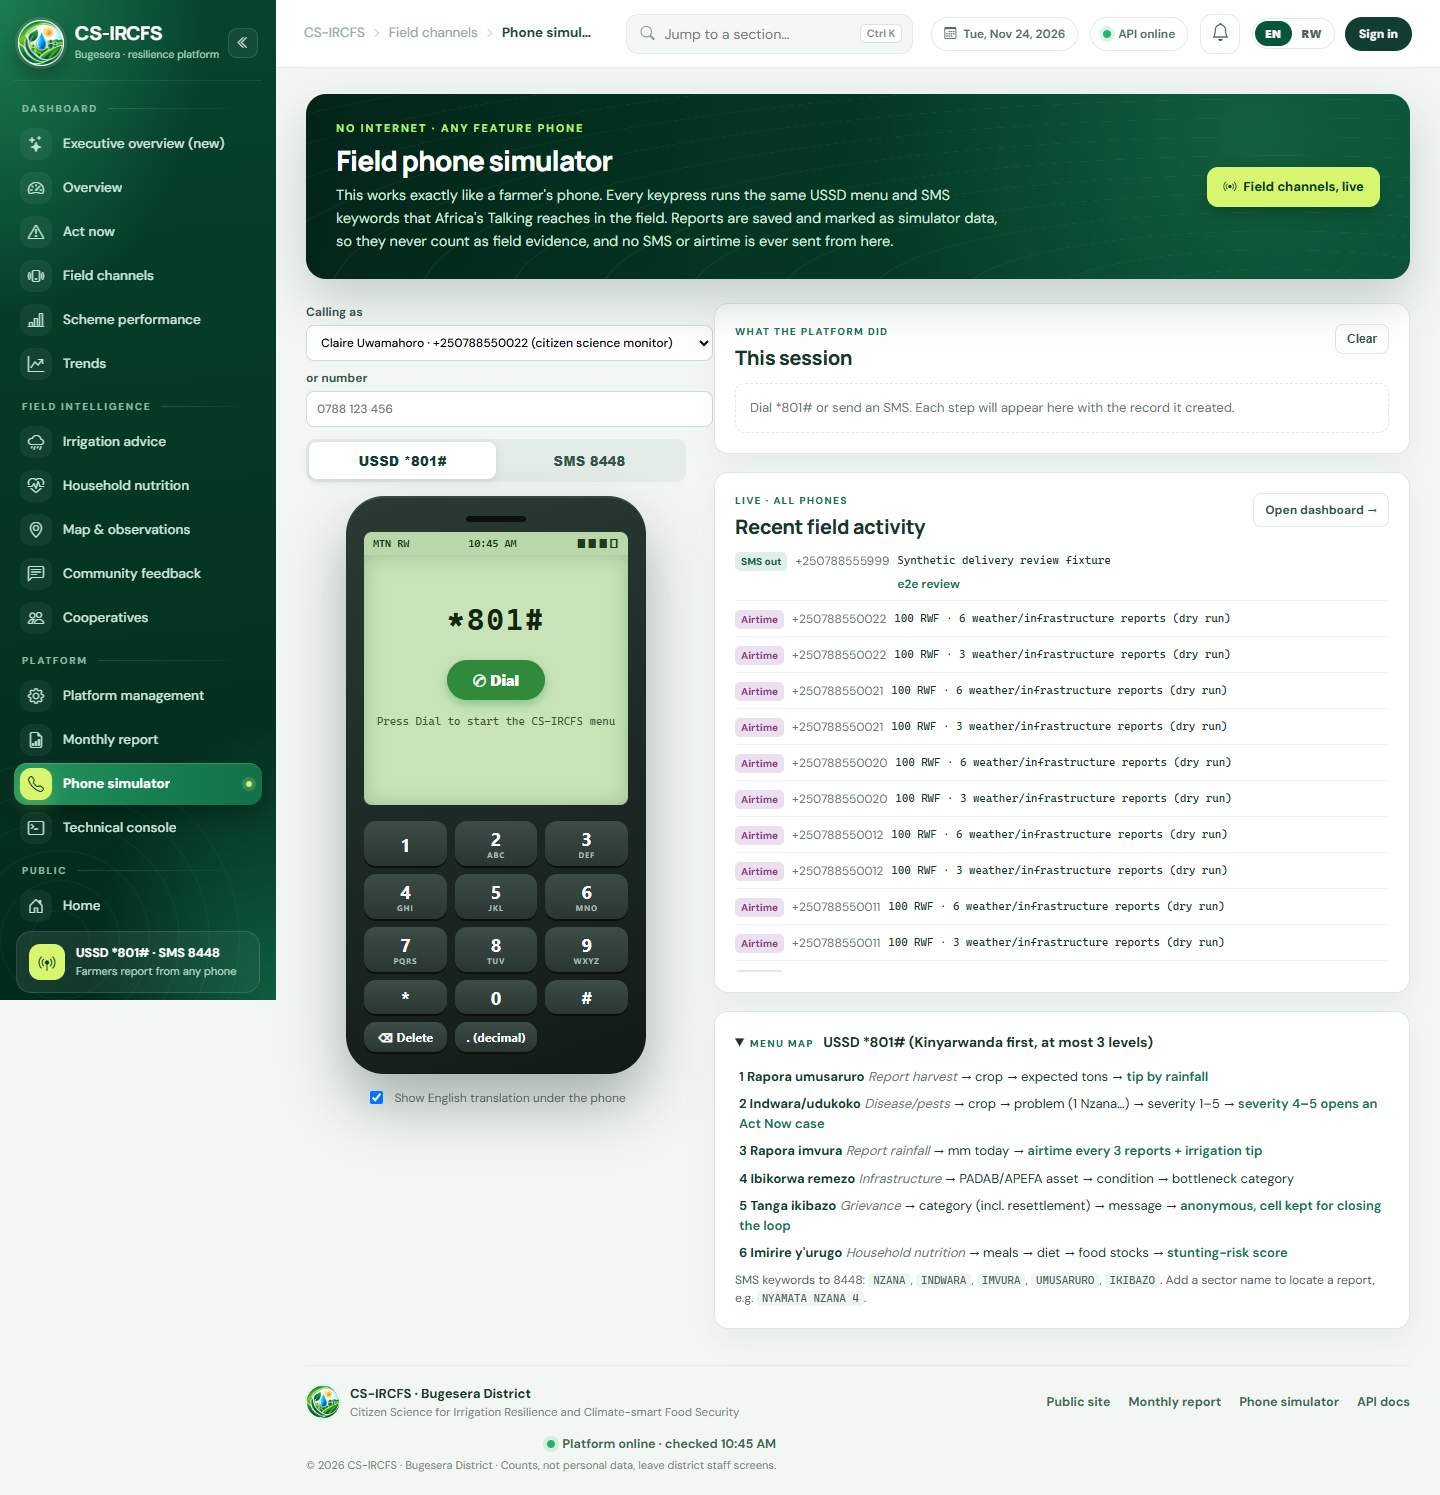 CS-IRCFS
Bugesera · resilience platform
DASHBOARD
Executive overview (new)
Overview
Act now
Field channels
Scheme performance
Trends
FIELD INTELLIGENCE
Irrigation advice
Household nutrition
Map & observations
Community feedback
Cooperatives
PLATFORM
Platform management
Monthly report
Phone simulator
Technical console
PUBLIC
Home
USSD *801# · SMS 8448
Farmers report from any phone
CS-IRCFS > Field channels > Phone simul...
Jump to a section... Ctrl K
Tue, Nov 24, 2026
API online
EN RW
Sign in
NO INTERNET · ANY FEATURE PHONE
Field phone simulator
This works exactly like a farmer's phone. Every keypress runs the same USSD menu and SMS
keywords that Africa's Talking reaches in the field. Reports are saved and marked as simulator data,
so they never count as field evidence, and no SMS or airtime is ever sent from here.
Field channels, live
Calling as
Claire Uwamahoro · +250788550022 (citizen science monitor)
or number
0788 123 456
USSD *801# SMS 8448
MTN RW 10:45 AM
*801#
✆ Dial
Press Dial to start the CS-IRCFS menu
1 2 3
ABC DEF
4 5 6
GHI JKL MNO
7 8 9
PQRS TUV WXYZ
* 0 #
⌫ Delete . (decimal)
Show English translation under the phone
WHAT THE PLATFORM DID
This session
Clear
Dial *801# or send an SMS. Each step will appear here with the record it created.
LIVE · ALL PHONES
Recent field activity
Open dashboard →
SMS out +250788555999 Synthetic delivery review fixture
e2e review
Airtime +250788550022 100 RWF · 6 weather/infrastructure reports (dry run)
Airtime +250788550022 100 RWF · 3 weather/infrastructure reports (dry run)
Airtime +250788550021 100 RWF · 6 weather/infrastructure reports (dry run)
Airtime +250788550021 100 RWF · 3 weather/infrastructure reports (dry run)
Airtime +250788550020 100 RWF · 6 weather/infrastructure reports (dry run)
Airtime +250788550020 100 RWF · 3 weather/infrastructure reports (dry run)
Airtime +250788550012 100 RWF · 6 weather/infrastructure reports (dry run)
Airtime +250788550012 100 RWF · 3 weather/infrastructure reports (dry run)
Airtime +250788550011 100 RWF · 6 weather/infrastructure reports (dry run)
Airtime +250788550011 100 RWF · 3 weather/infrastructure reports (dry run)
▼ MENU MAP USSD *801# (Kinyarwanda first, at most 3 levels)
1 Rapora umusaruro Report harvest → crop → expected tons → tip by rainfall
2 Indwara/udukoko Disease/pests → crop → problem (1 Nzana…) → severity 1–5 → severity 4–5 opens an
Act Now case
3 Rapora imvura Report rainfall → mm today → airtime every 3 reports + irrigation tip
4 Ibikorwa remezo Infrastructure → PADAB/APEFA asset → condition → bottleneck category
5 Tanga ikibazo Grievance → category (incl. resettlement) → message → anonymous, cell kept for closing
the loop
6 Imirire y'urugo Household nutrition → meals → diet → food stocks → stunting-risk score
SMS keywords to 8448: NZANA, INDWARA, IMVURA, UMUSARURO, IKIBAZO. Add a sector name to locate a report,
e.g. NYAMATA NZANA 4.
CS-IRCFS · Bugesera District
Citizen Science for Irrigation Resilience and Climate-smart Food Security
Public site Monthly report Phone simulator API docs
Platform online · checked 10:45 AM
© 2026 CS-IRCFS · Bugesera District · Counts, not personal data, leave district staff screens.